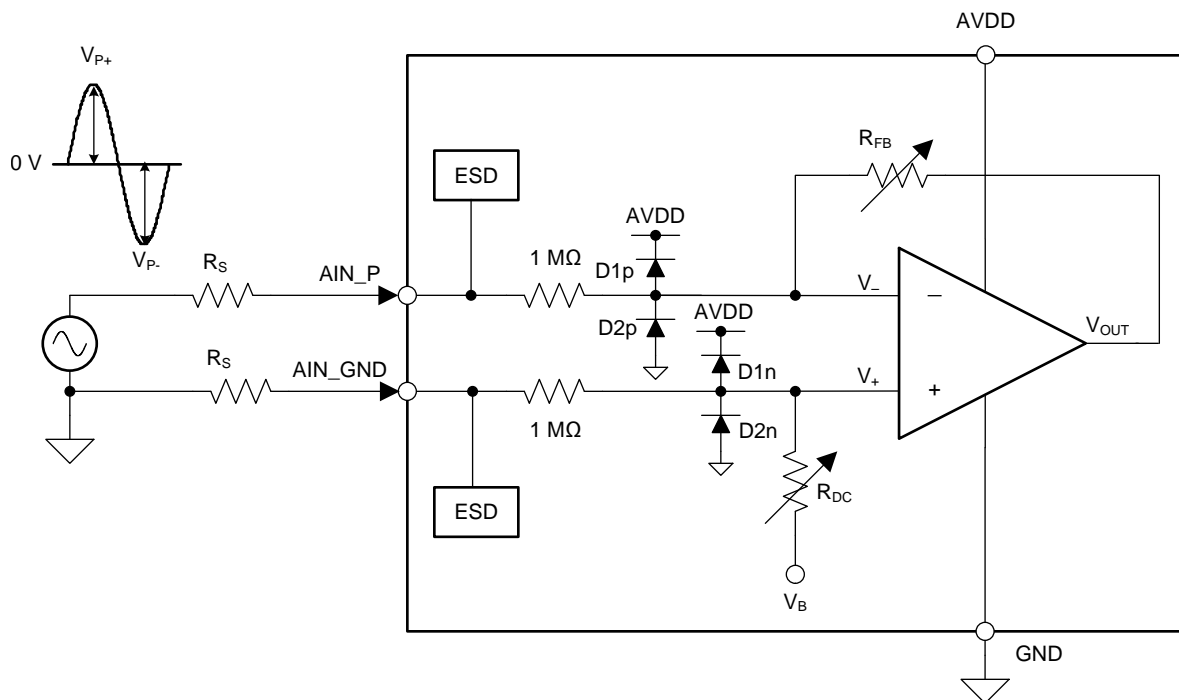 AVDD
V_P+
0 V
V_P-
ESD
R_FB
AVDD
R_S
AIN_P
1 MΩ
D1p
V_–
–
D2p
AVDD
V_OUT
R_S
AIN_GND
D1n
V_+
+
1 MΩ
D2n
ESD
R_DC
V_B
GND